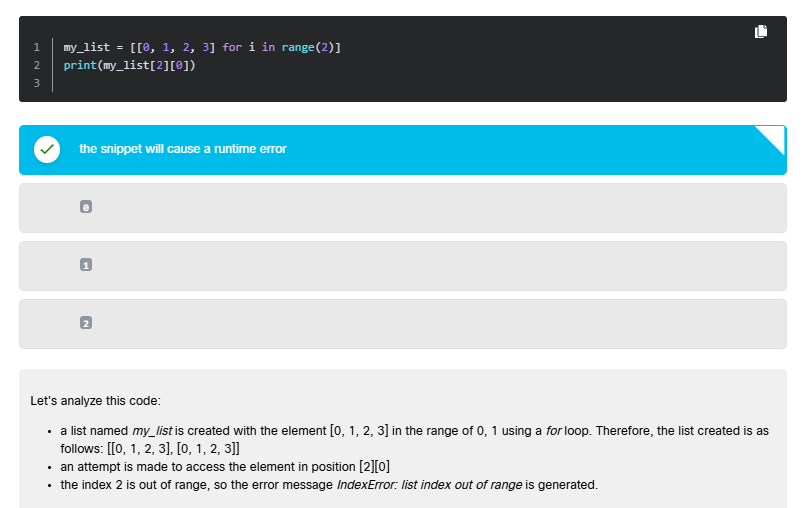 1 my_list = [[0, 1, 2, 3] for i in range(2)]
2 print(my_list[2][0])
3
the snippet will cause a runtime error
0
1
2
Let's analyze this code:
• a list named my_list is created with the element [0, 1, 2, 3] in the range of 0, 1 using a for loop. Therefore, the list created is as
follows: [[0, 1, 2, 3], [0, 1, 2, 3]]
• an attempt is made to access the element in position [2][0]
• the index 2 is out of range, so the error message IndexError: list index out of range is generated.